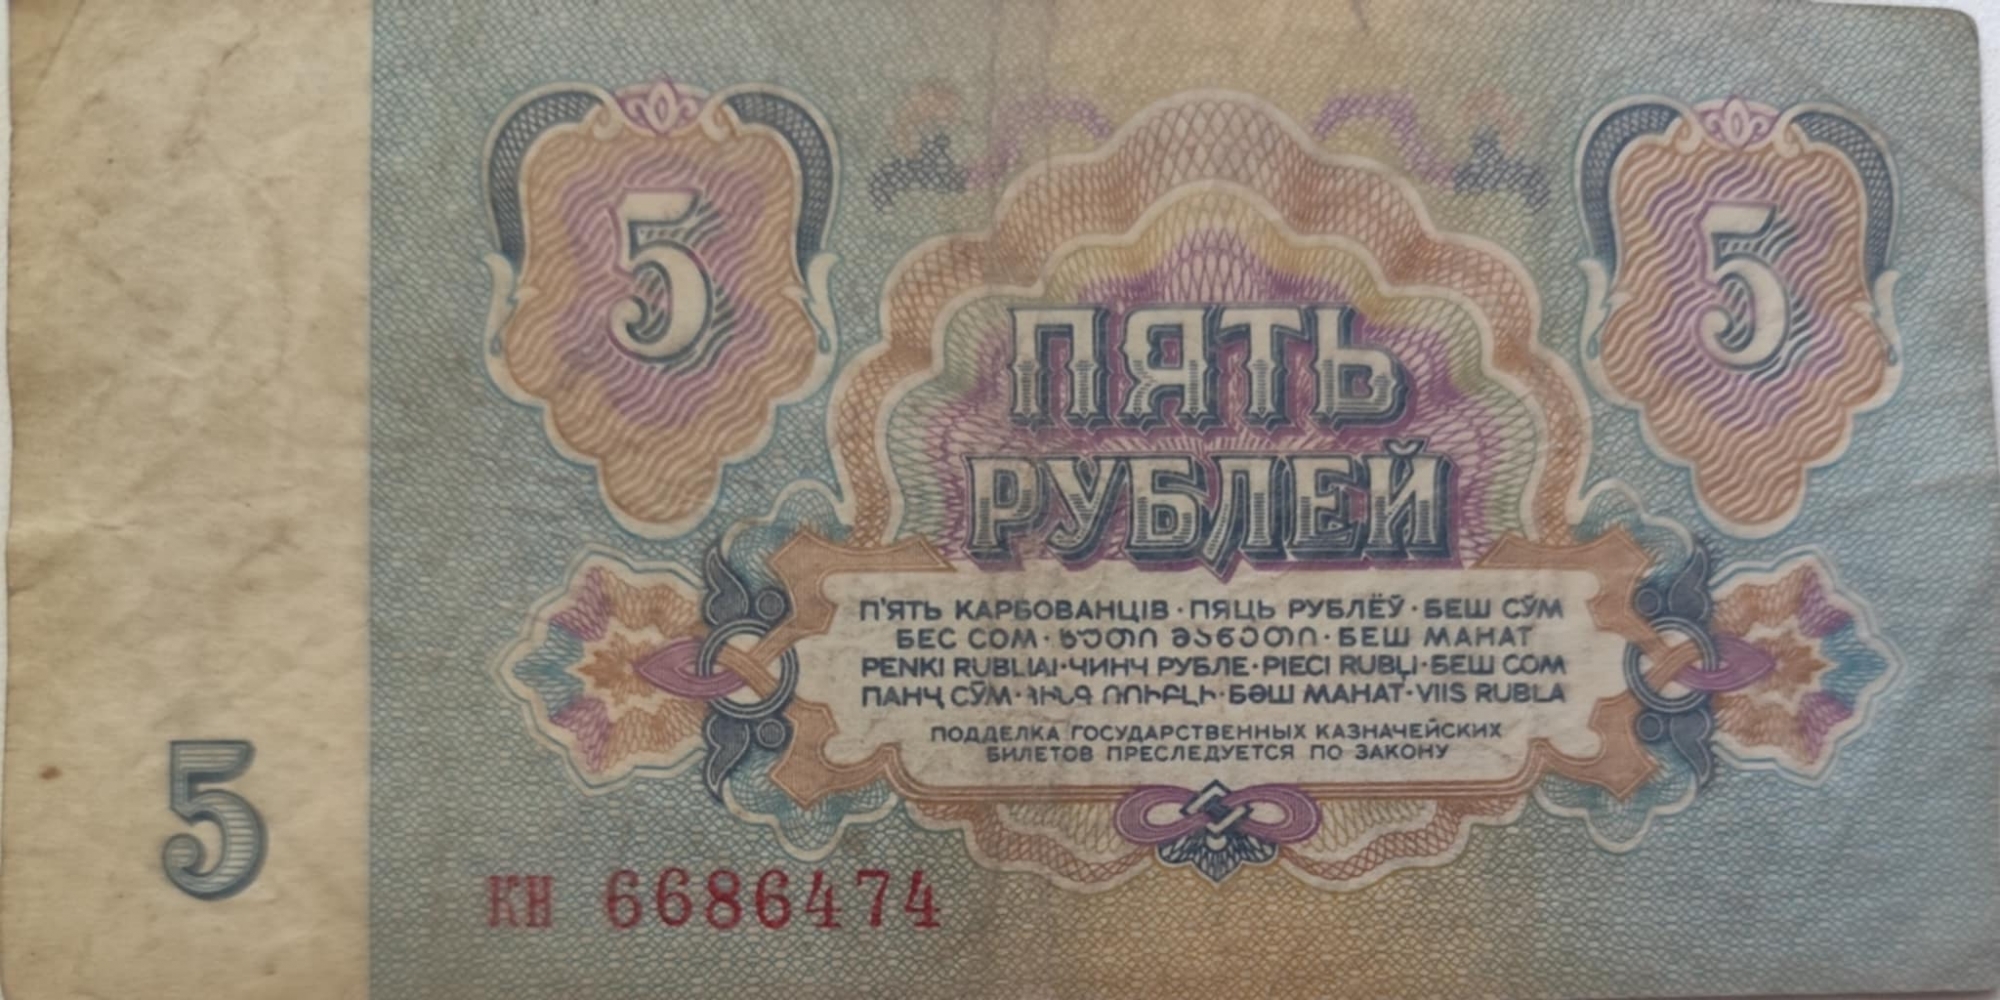 5
5
ПЯТЬ
РУБЛЕЙ
П'ЯТЬ КАРБОВАНЦІВ · ПЯЦЬ РУБЛЁЎ · БЕШ СЎМ
БЕС СОМ · ხუთი მანეთი · БЕШ МАНАТ
PENKI RUBLIAI · ЧИНЧ РУБЛЕ · PIECI RUBĻI · БЕШ СОМ
ПАНҶ СӮМ · ՀԻՆԳ ՌՈՒԲԼԻ · БӘШ МАНАТ · VIIS RUBLA
ПОДДЕЛКА ГОСУДАРСТВЕННЫХ КАЗНАЧЕЙСКИХ
БИЛЕТОВ ПРЕСЛЕДУЕТСЯ ПО ЗАКОНУ
5
кн 6686474